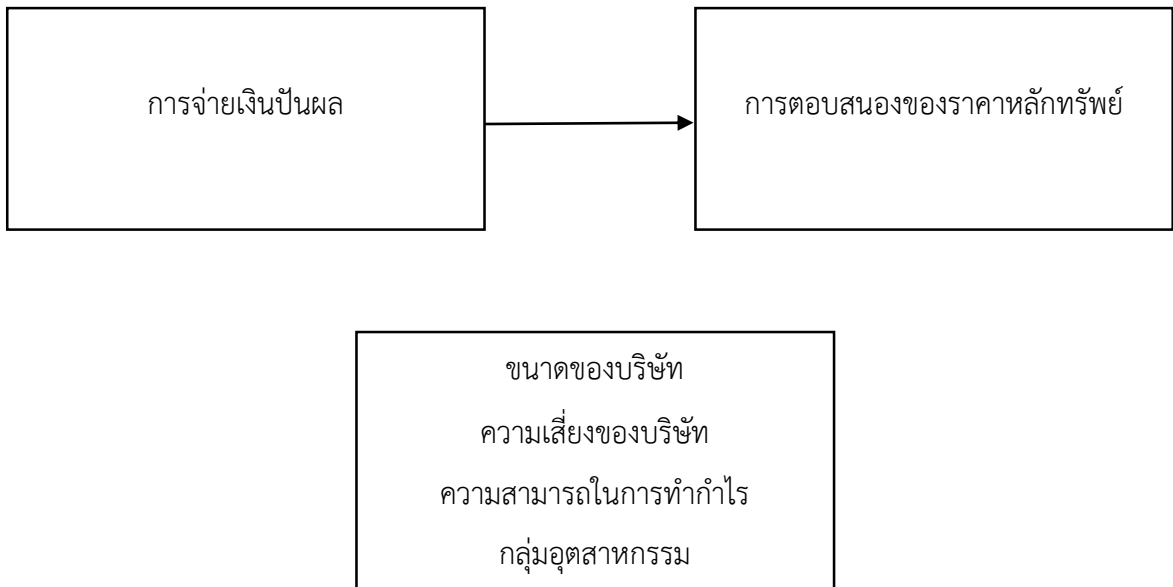 การจ่ายเงินปันผล
การตอบสนองของราคาหลักทรัพย์
ขนาดของบริษัท
ความเสี่ยงของบริษัท
ความสามารถในการทำกำไร
กลุ่มอุตสาหกรรม